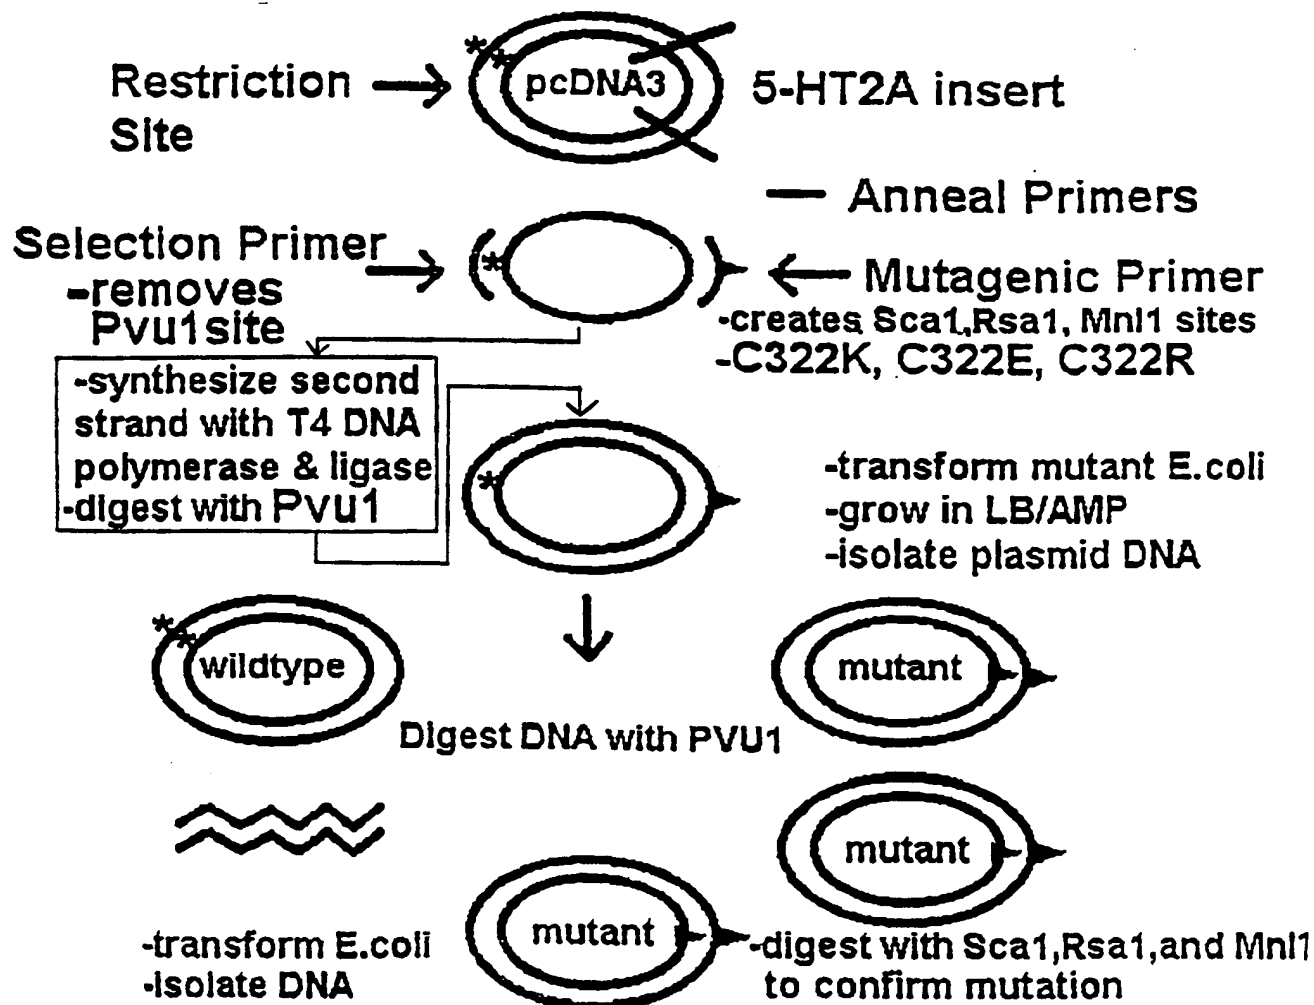 Restriction
Site
pcDNA3
5-HT2A insert
Anneal Primers
Selection Primer
-removes
Pvu1site
Mutagenic Primer
-creates Sca1,Rsa1, Mnl1 sites
-C322K, C322E, C322R
-synthesize second
strand with T4 DNA
polymerase & ligase
-digest with Pvu1
-transform mutant E.coli
-grow in LB/AMP
-isolate plasmid DNA
wildtype
mutant
Digest DNA with PVU1
mutant
mutant
-transform E.coli
-isolate DNA
-digest with Sca1,Rsa1,and Mnl1
to confirm mutation